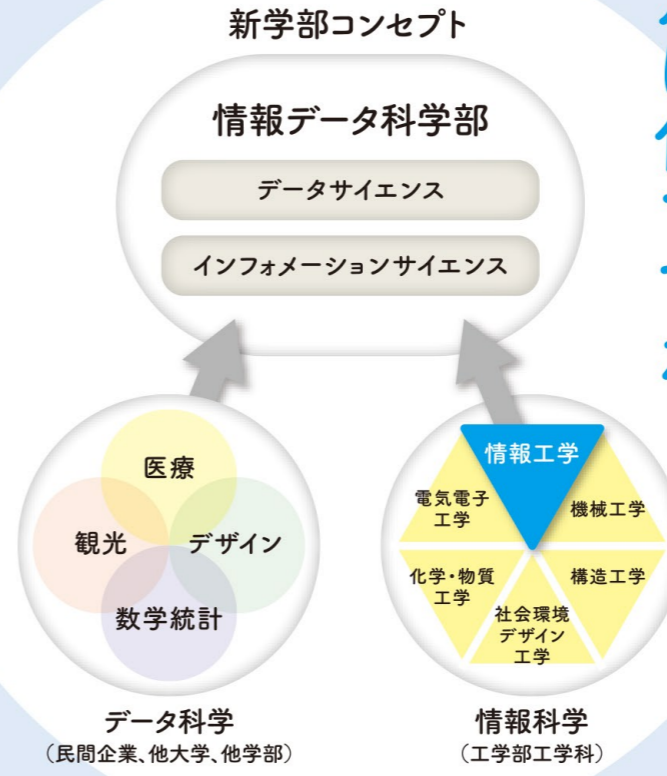 新学部コンセプト
情報データ科学部
データサイエンス
インフォメーションサイエンス
医療
観光
デザイン
数学統計
データ科学
（民間企業、他大学、他学部）
情報工学
電気電子
工学
機械工学
化学・物質
工学
構造工学
社会環境
デザイン
工学
情報科学
（工学部工学科）